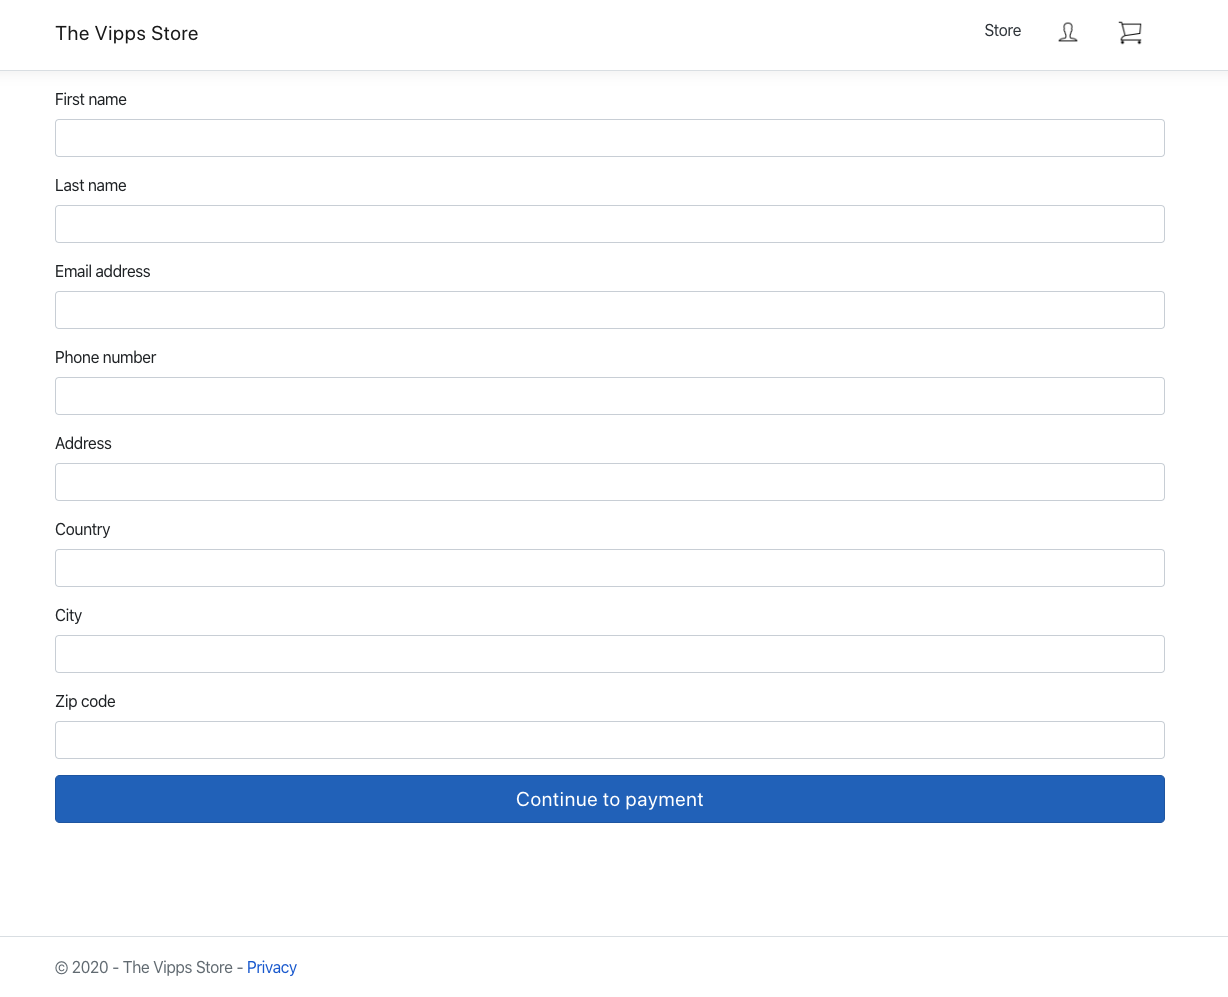 The Vipps Store
Store
First name
Last name
Email address
Phone number
Address
Country
City
Zip code
Continue to payment
© 2020 - The Vipps Store - Privacy